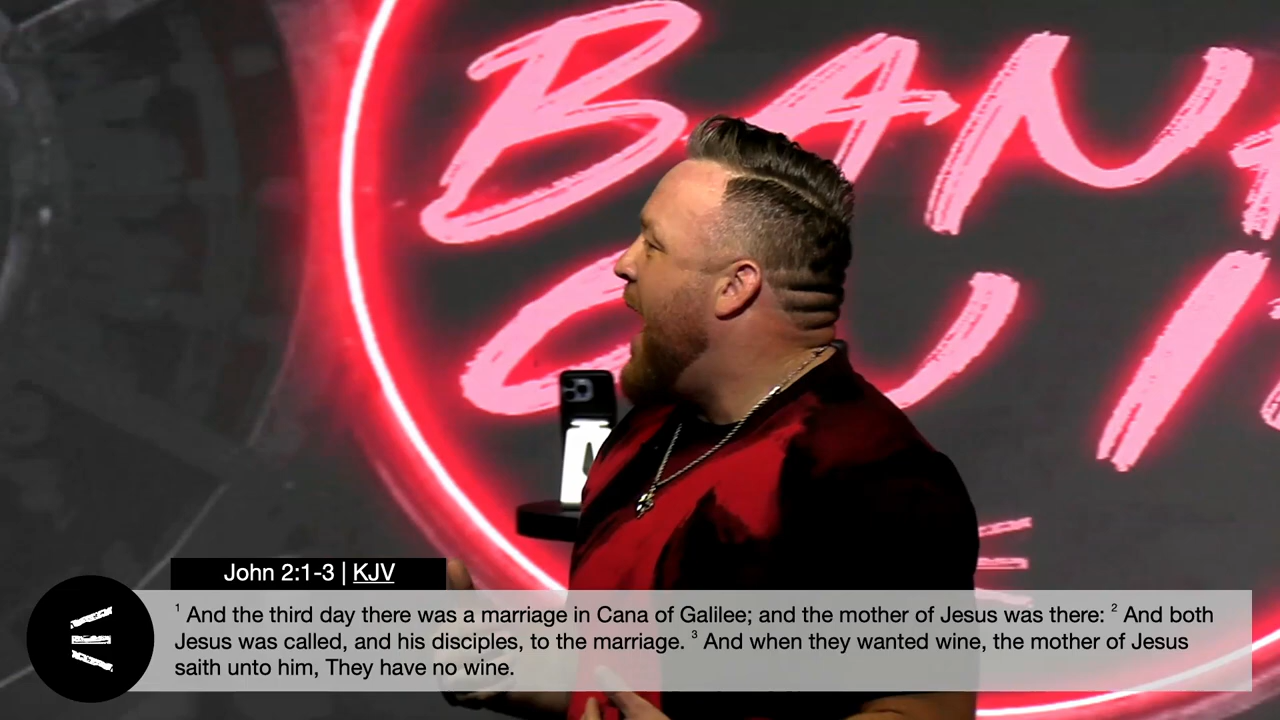 BAN
John 2:1-3 | KJV
1 And the third day there was a marriage in Cana of Galilee; and the mother of Jesus was there: 2 And both
Jesus was called, and his disciples, to the marriage. 3 And when they wanted wine, the mother of Jesus
saith unto him, They have no wine.